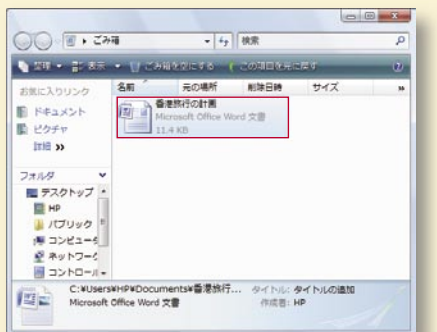 ごみ箱
検索
整理 表示 ごみ箱を空にする この項目を元に戻す
お気に入りリンク
ドキュメント
ピクチャ
詳細 »
名前 元の場所 削除日時 サイズ »
香港旅行の計画
Microsoft Office Word 文書
11.4 KB
フォルダ
デスクトップ
HP
パブリック
コンピュータ
ネットワー
コントロール
C:¥Users¥HP¥Documents¥香港旅行... タイトル: タイトルの追加
Microsoft Office Word 文書 作成者: HP